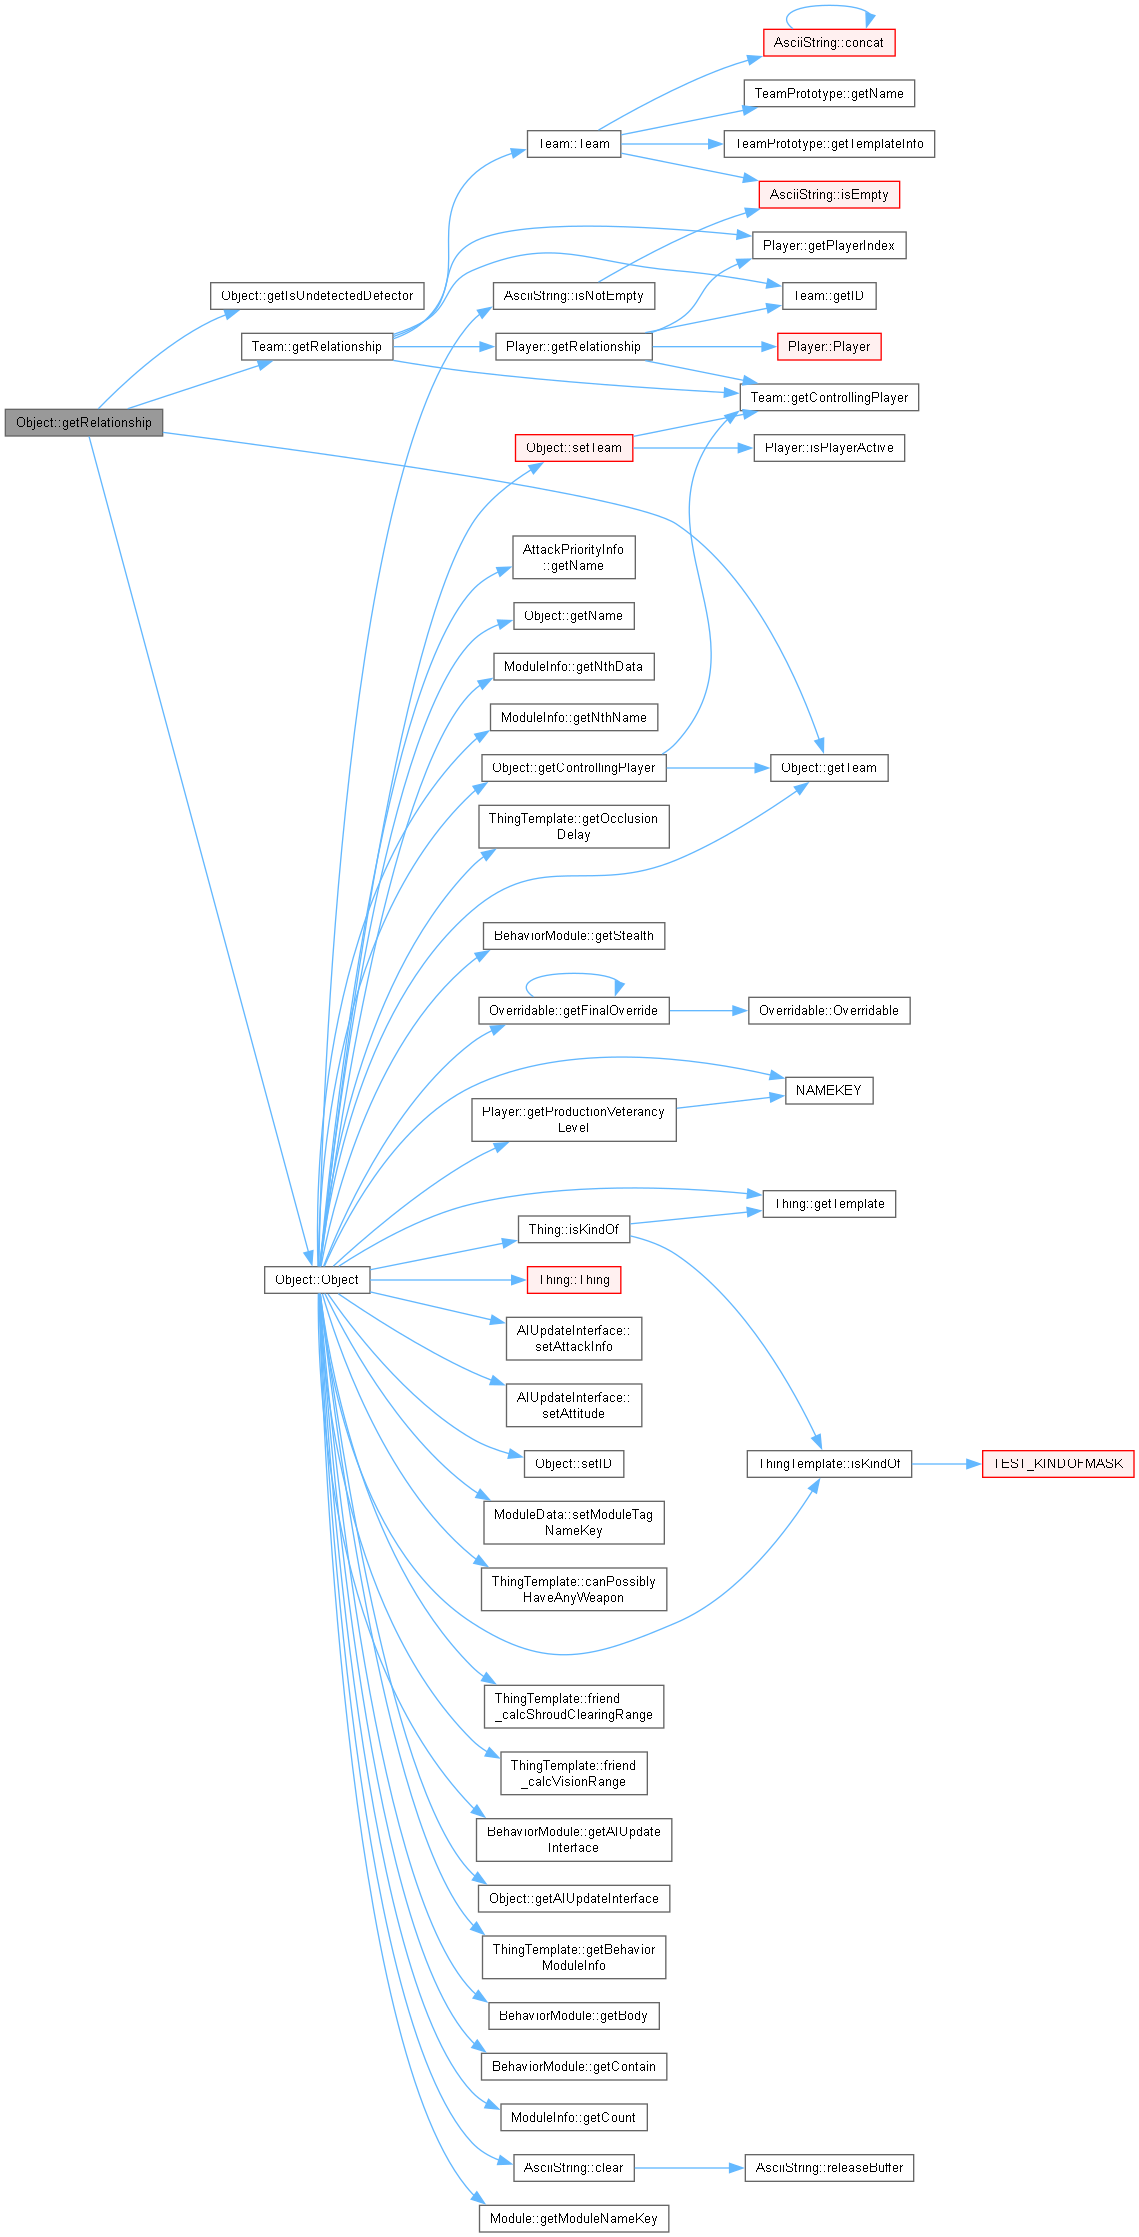 AsciiString::concat
TeamPrototype::getName
Team::Team
TeamPrototype::getTemplateInfo
AsciiString::isEmpty
Player::getPlayerIndex
Object::getIsUndetectedDefector
AsciiString::isNotEmpty
Team::getID
Team::getRelationship
Player::getRelationship
Player::Player
Team::getControllingPlayer
Object::getRelationship
Object::setTeam
Player::isPlayerActive
AttackPriorityInfo
::getName
Object::getName
ModuleInfo::getNthData
ModuleInfo::getNthName
Object::getControllingPlayer
Object::getTeam
ThingTemplate::getOcclusion
Delay
BehaviorModule::getStealth
Overridable::getFinalOverride
Overridable::Overridable
NAMEKEY
Player::getProductionVeterancy
Level
Thing::getTemplate
Thing::isKindOf
Object::Object
Thing::Thing
AIUpdateInterface::
setAttackInfo
AIUpdateInterface::
setAttitude
Object::setID
ThingTemplate::isKindOf
TEST_KINDOFMASK
ModuleData::setModuleTag
NameKey
ThingTemplate::canPossibly
HaveAnyWeapon
ThingTemplate::friend
_calcShroudClearingRange
ThingTemplate::friend
_calcVisionRange
BehaviorModule::getAIUpdate
Interface
Object::getAIUpdateInterface
ThingTemplate::getBehavior
ModuleInfo
BehaviorModule::getBody
BehaviorModule::getContain
ModuleInfo::getCount
AsciiString::clear
AsciiString::releaseBuffer
Module::getModuleNameKey